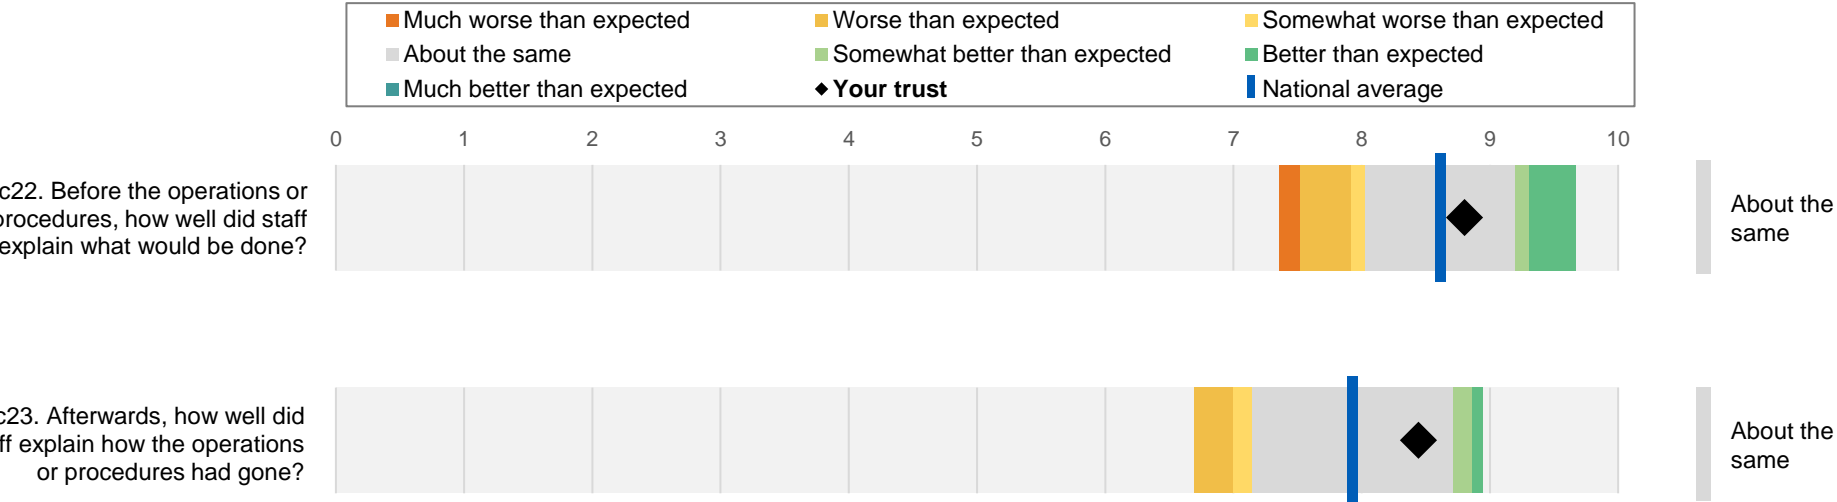 Much worse than expected
Worse than expected
Somewhat worse than expected
About the same
Somewhat better than expected
Better than expected
Much better than expected
Your trust
National average
0 1 2 3 4 5 6 7 8 9 10
c22. Before the operations or
procedures, how well did staff
explain what would be done?
About the
same
c23. Afterwards, how well did
ff explain how the operations
or procedures had gone?
About the
same